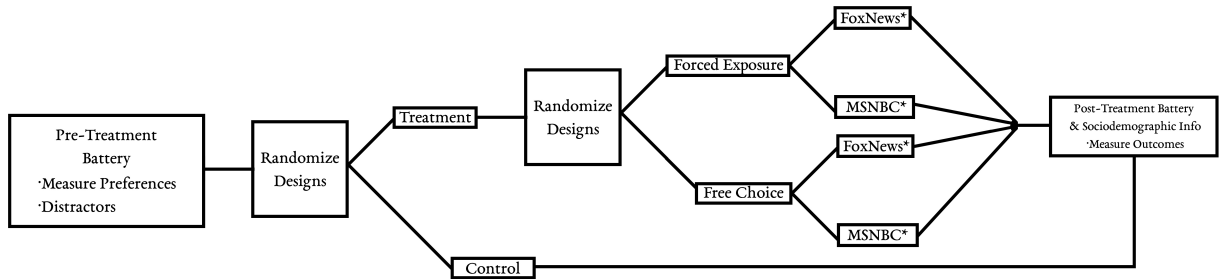 Pre-Treatment
Battery
·Measure Preferences
·Distractors
Randomize
Designs
Treatment
Control
Randomize
Designs
Forced Exposure
Free Choice
FoxNews*
MSNBC*
FoxNews*
MSNBC*
Post-Treatment Battery
& Sociodemographic Info
·Measure Outcomes